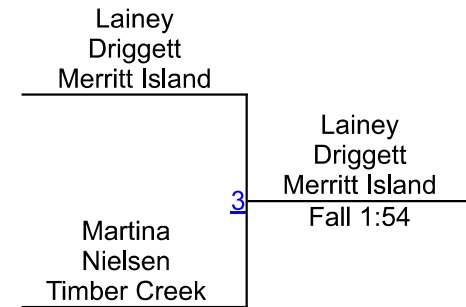 Lainey
Driggett
Merritt Island
Lainey
Driggett
Merritt Island
3
Fall 1:54
Martina
Nielsen
Timber Creek